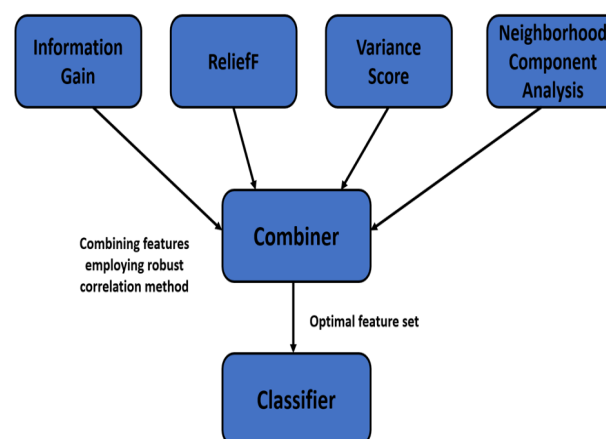 Information
Gain
ReliefF
Variance
Score
Neighborhood
Component
Analysis
Combiner
Combining features
employing robust
correlation method
Optimal feature set
Classifier